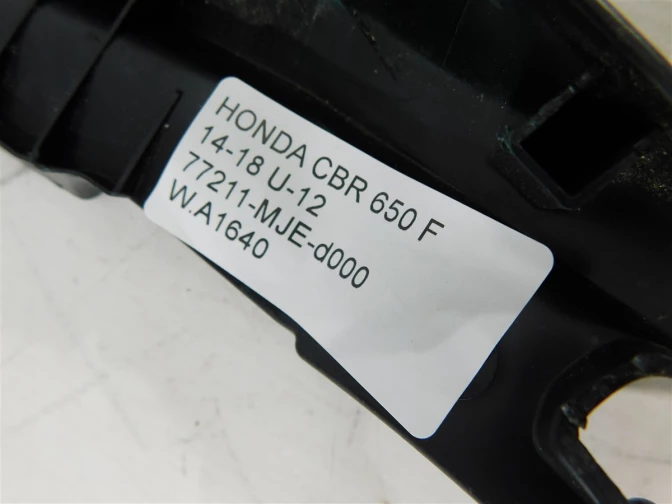 HONDA CBR 650 F
14-18 U-12
77211-MJE-d000
W.A1640